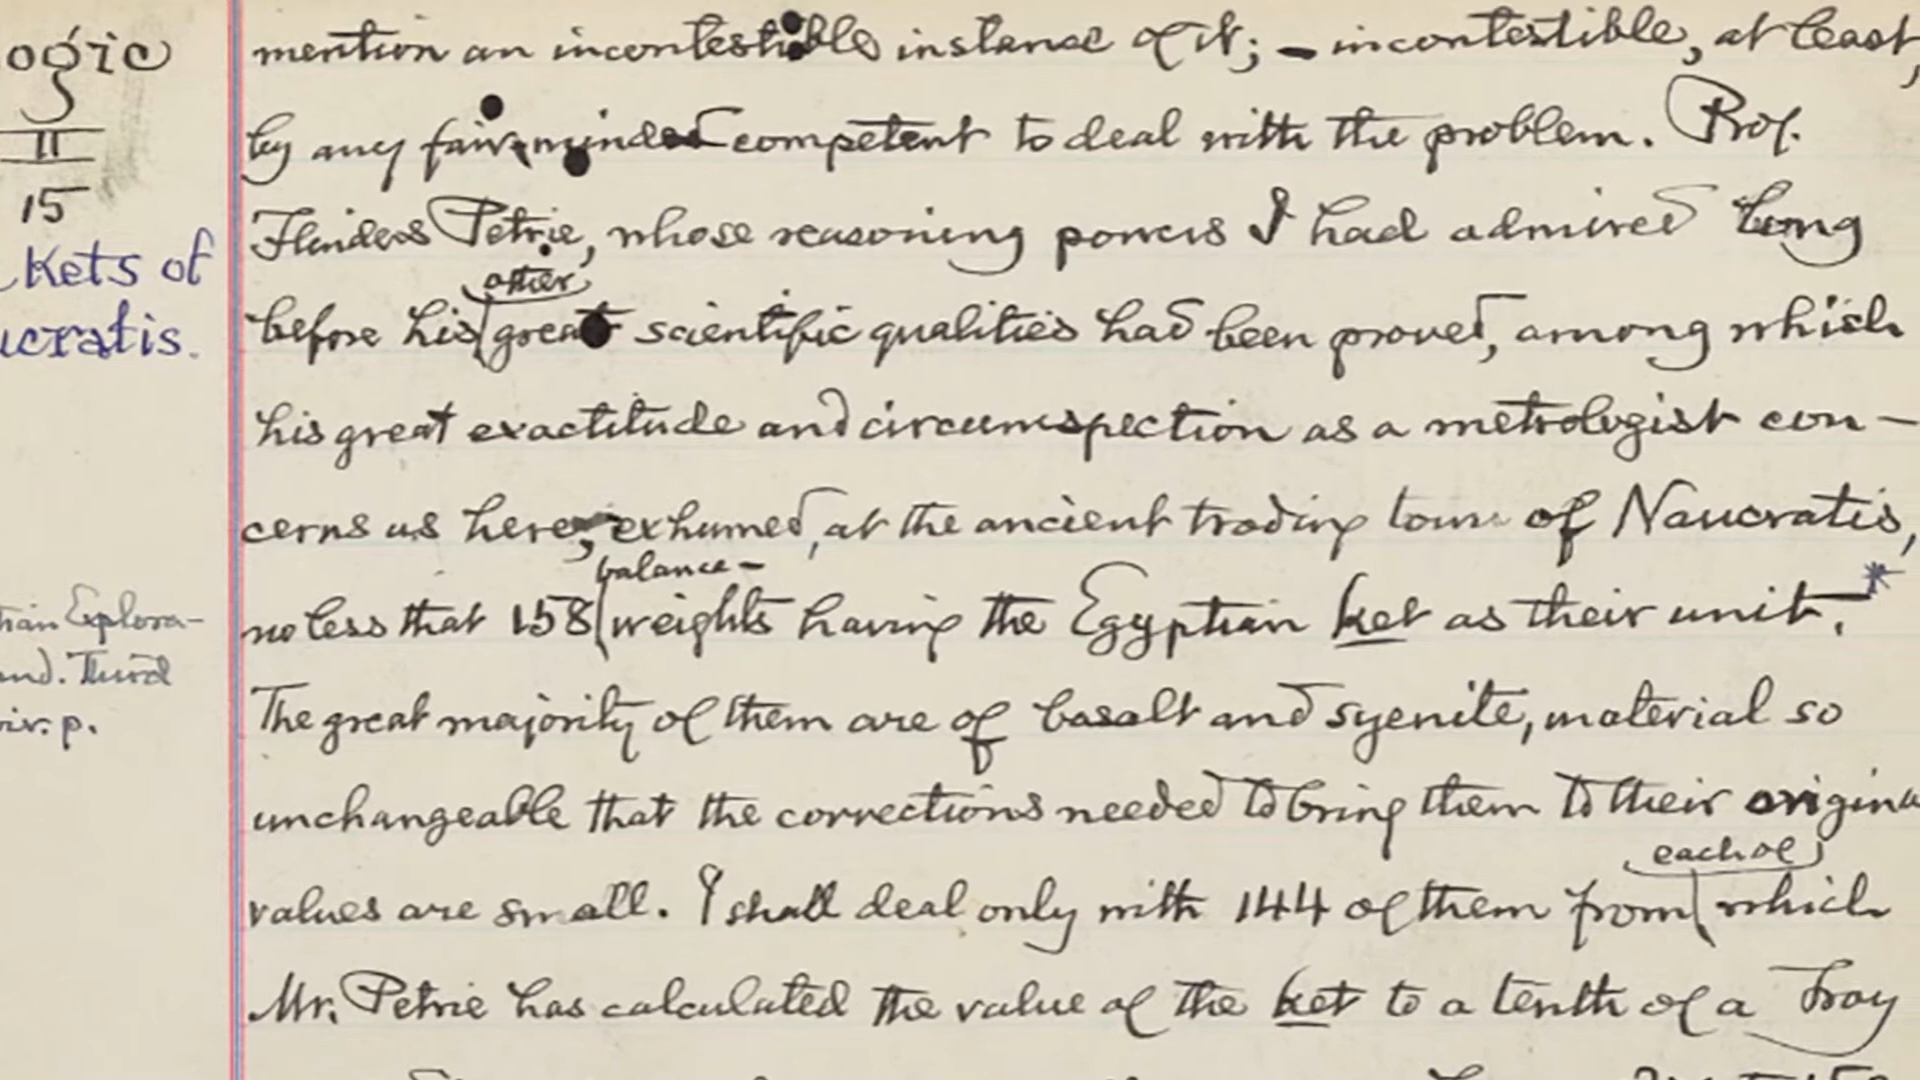 ogic
II
15
kets of
ucratis.
tian Explora-
und. Third
iv. p.
mention an incontestible instance of it; – incontestible, at least,
by any fair-minded competent to deal with the problem. Prof.
Flinders Petrie, whose reasoning powers I had admired long
other
before his great scientific qualities had been proved, among which
his great exactitude and circumspection as a metrologist con-
cerns us here, exhumed, at the ancient trading town of Naucratis,
balance-
no less that 158 weights having the Egyptian ket as their unit.*
The great majority of them are of basalt and syenite, material so
unchangeable that the corrections needed to bring them to their origina
each of
values are small. I shall deal only with 144 of them from which
Mr. Petrie has calculated the value of the ket to a tenth of a Troy